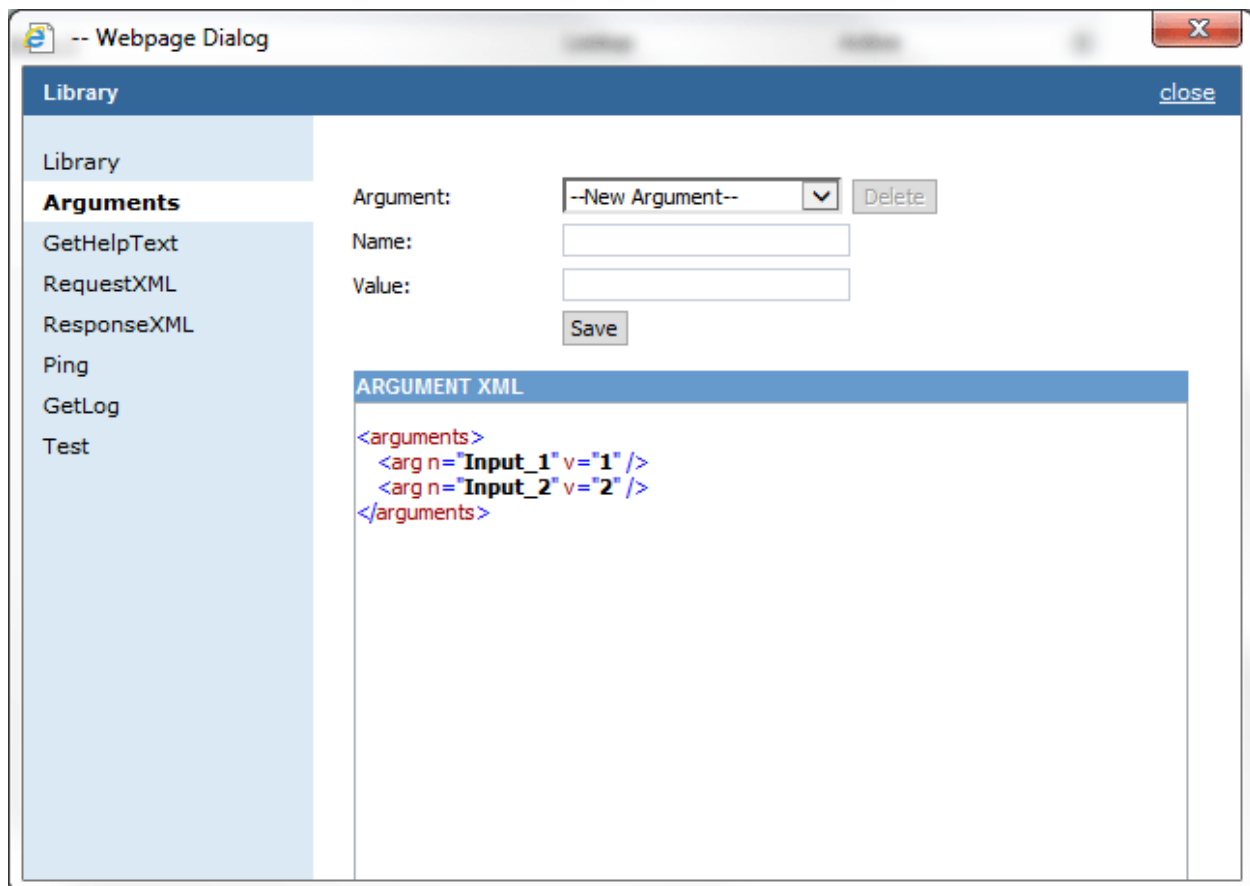 -- Webpage Dialog
Library
close
Library
Arguments
GetHelpText
RequestXML
ResponseXML
Ping
GetLog
Test
Argument:
--New Argument--
Delete
Name:
Value:
Save
ARGUMENT XML
<arguments>
<arg n="Input_1" v="1" />
<arg n="Input_2" v="2" />
</arguments>